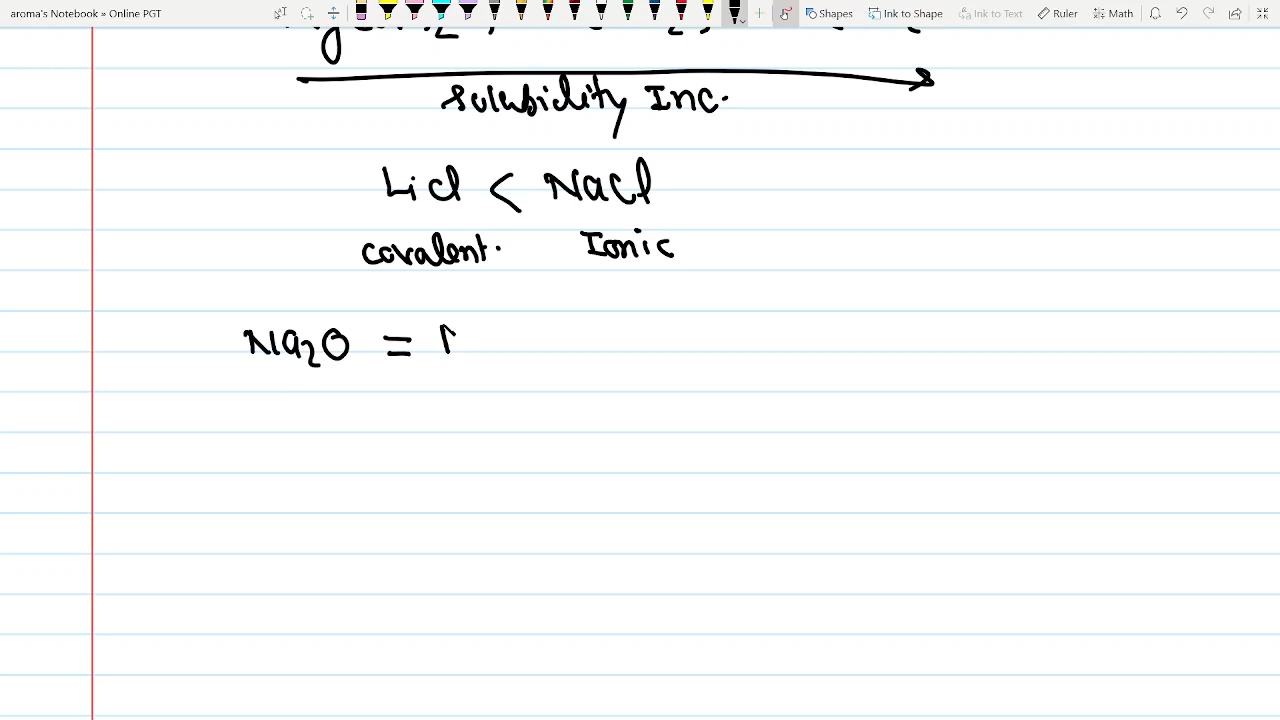 aroma's Notebook » Online DGT
Shapes Ink to Shape Ink to Text Ruler Math
solubility Inc.
LiCl < NaCl
covalent. Ionic
Na2O =